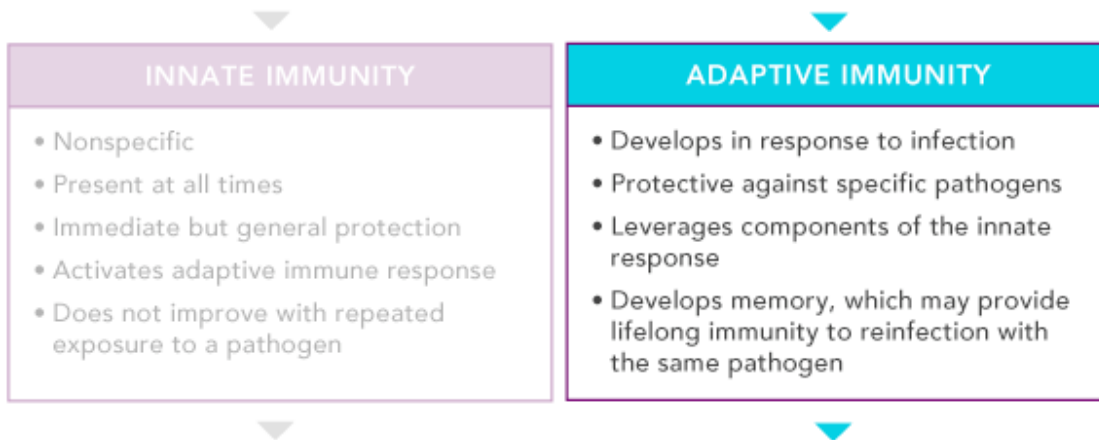 INNATE IMMUNITY
• Nonspecific
• Present at all times
• Immediate but general protection
• Activates adaptive immune response
• Does not improve with repeated
exposure to a pathogen
ADAPTIVE IMMUNITY
• Develops in response to infection
• Protective against specific pathogens
• Leverages components of the innate
response
• Develops memory, which may provide
lifelong immunity to reinfection with
the same pathogen